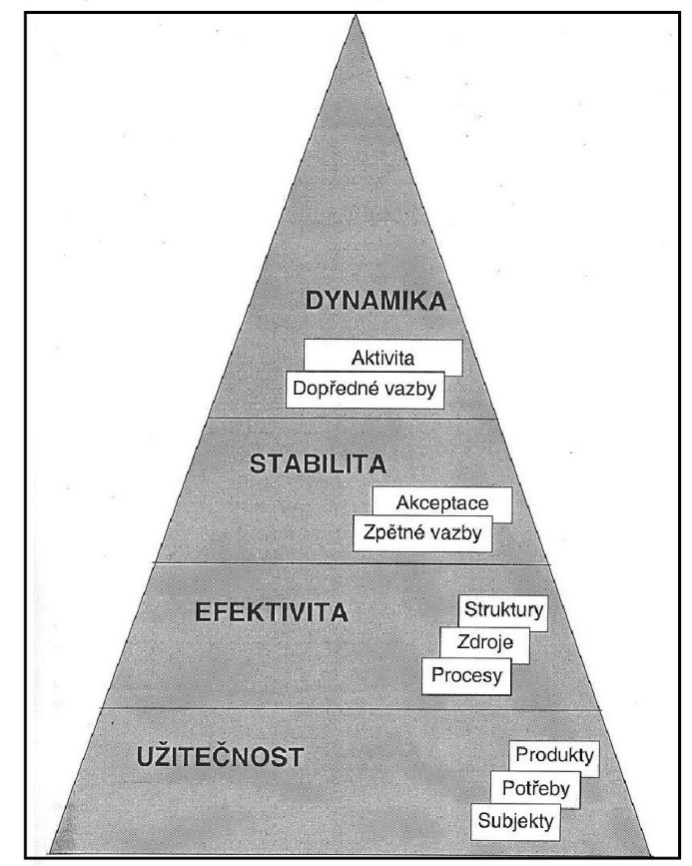 DYNAMIKA
Aktivita
Dopředné vazby
STABILITA
Akceptace
Zpětné vazby
EFEKTIVITA
Struktury
Zdroje
Procesy
UŽITEČNOST
Produkty
Potřeby
Subjekty